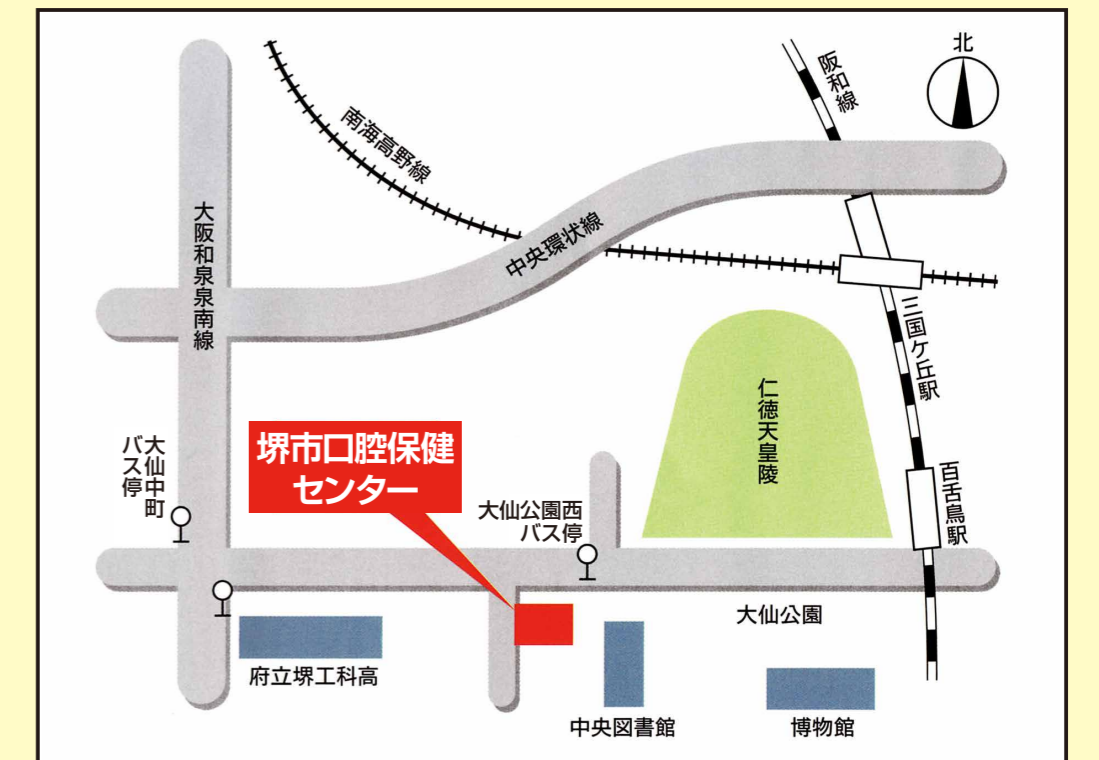 北
阪和線
南海高野線
中央環状線
大阪和泉泉南線
三国ケ丘駅
仁徳天皇陵
大仙中町
バス停
堺市口腔保健
センター
大仙公園西
バス停
百舌鳥駅
大仙公園
府立堺工科高
中央図書館
博物館